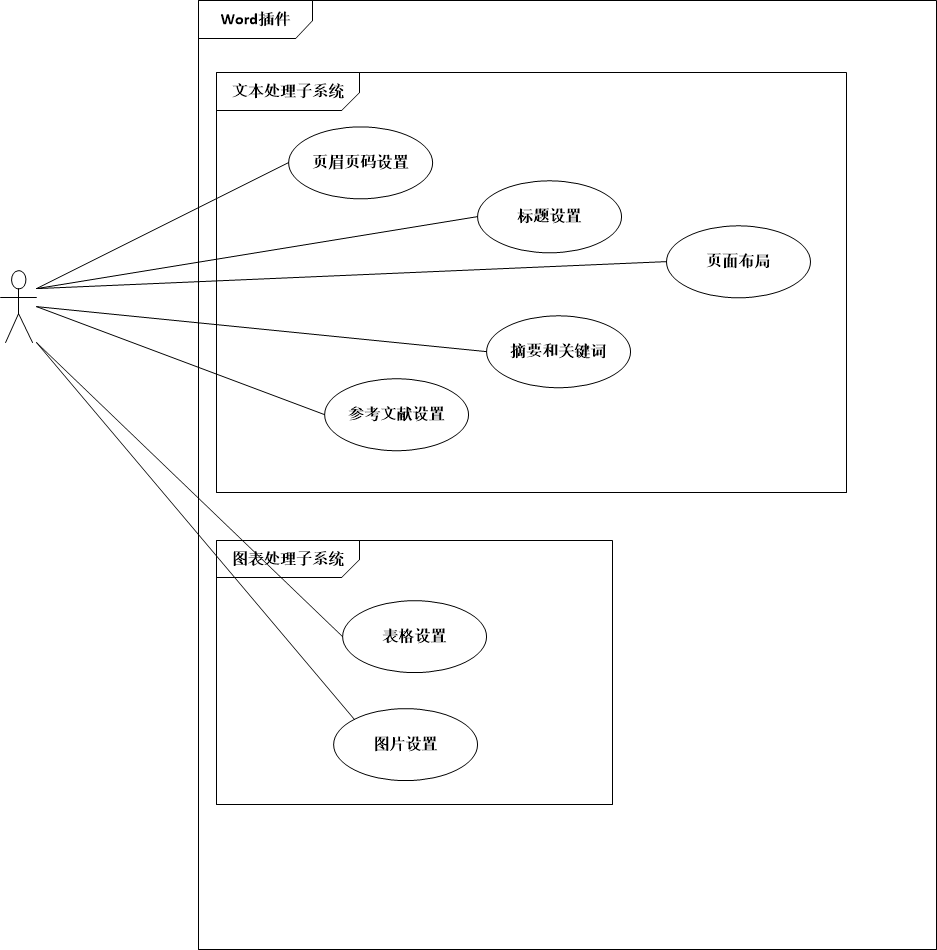 Word插件
文本处理子系统
页眉页码设置
标题设置
页面布局
摘要和关键词
参考文献设置
图表处理子系统
表格设置
图片设置